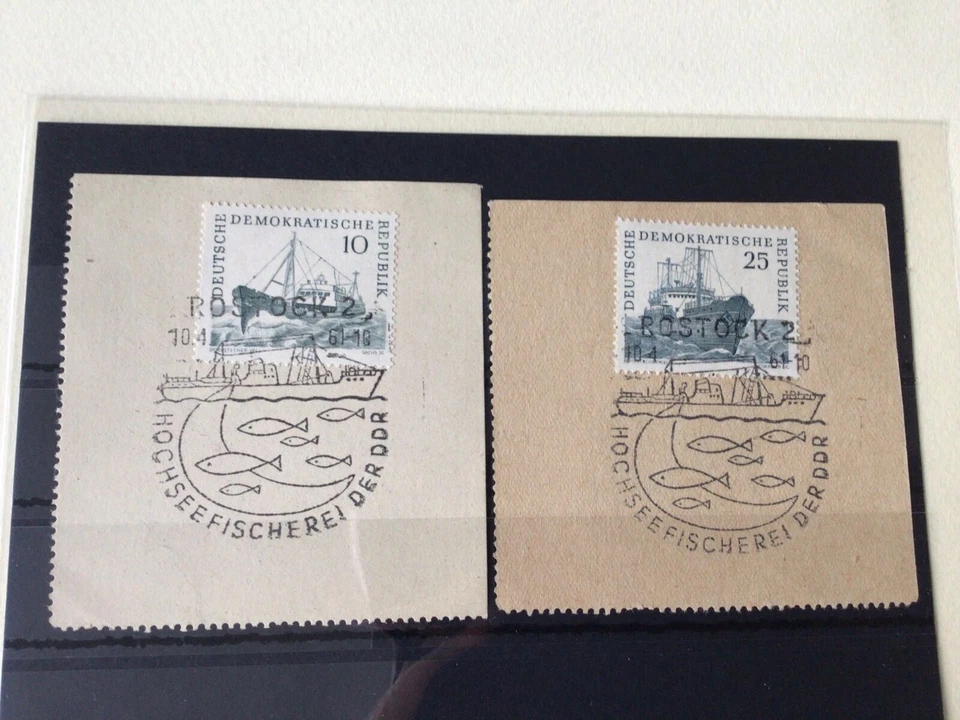 DEUTSCHE DEMOKRATISCHE REPUBLIK
10
ROSTOCK 2
10.4 61-18
HOCHSEEFISCHEREI DER DDR
DEUTSCHE DEMOKRATISCHE REPUBLIK
25
ROSTOCK 2
10.4 61-10
HOCHSEEFISCHEREI DER DDR